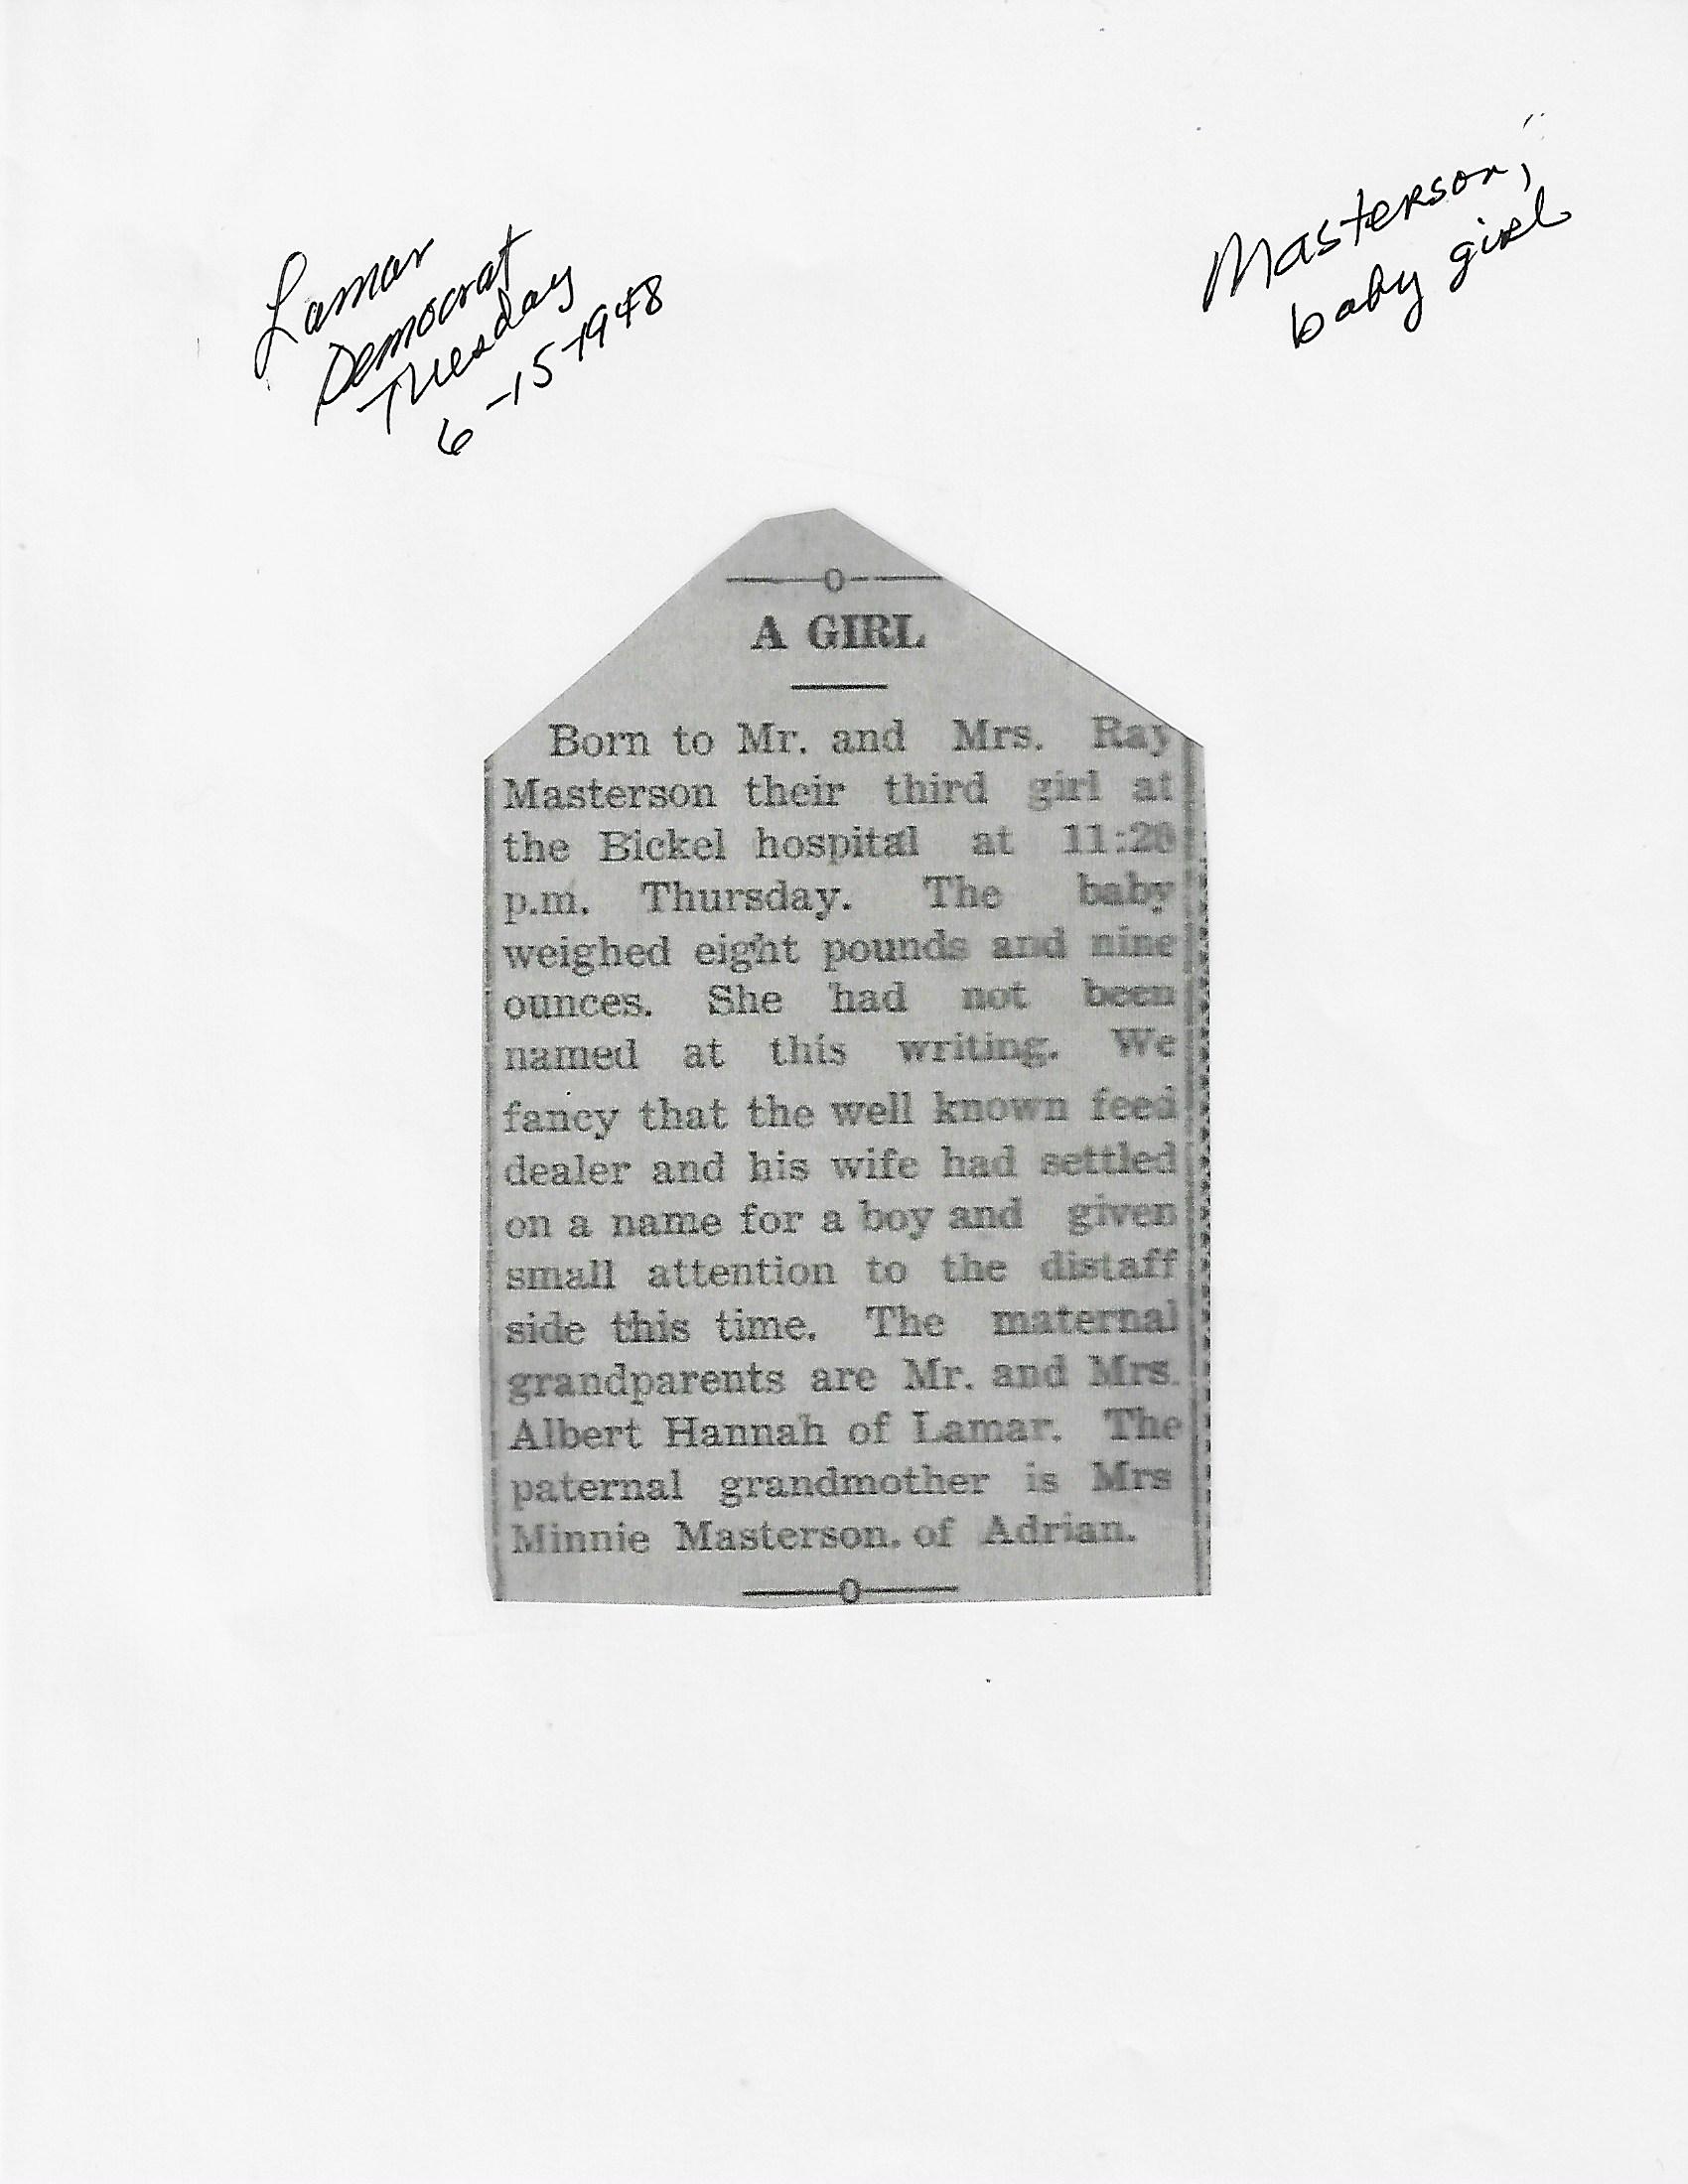 Lamar
Democrat
Tuesday
6-15-1948
Masterson,
baby girl
—o—
A GIRL
Born to Mr. and Mrs. Ray
Masterson their third girl at
the Bickel hospital at 11:20
p.m. Thursday. The baby
weighed eight pounds and nine
ounces. She had not been
named at this writing. We
fancy that the well known feed
dealer and his wife had settled
on a name for a boy and given
small attention to the distaff
side this time. The maternal
grandparents are Mr. and Mrs.
Albert Hannah of Lamar. The
paternal grandmother is Mrs
Minnie Masterson. of Adrian.
—o—